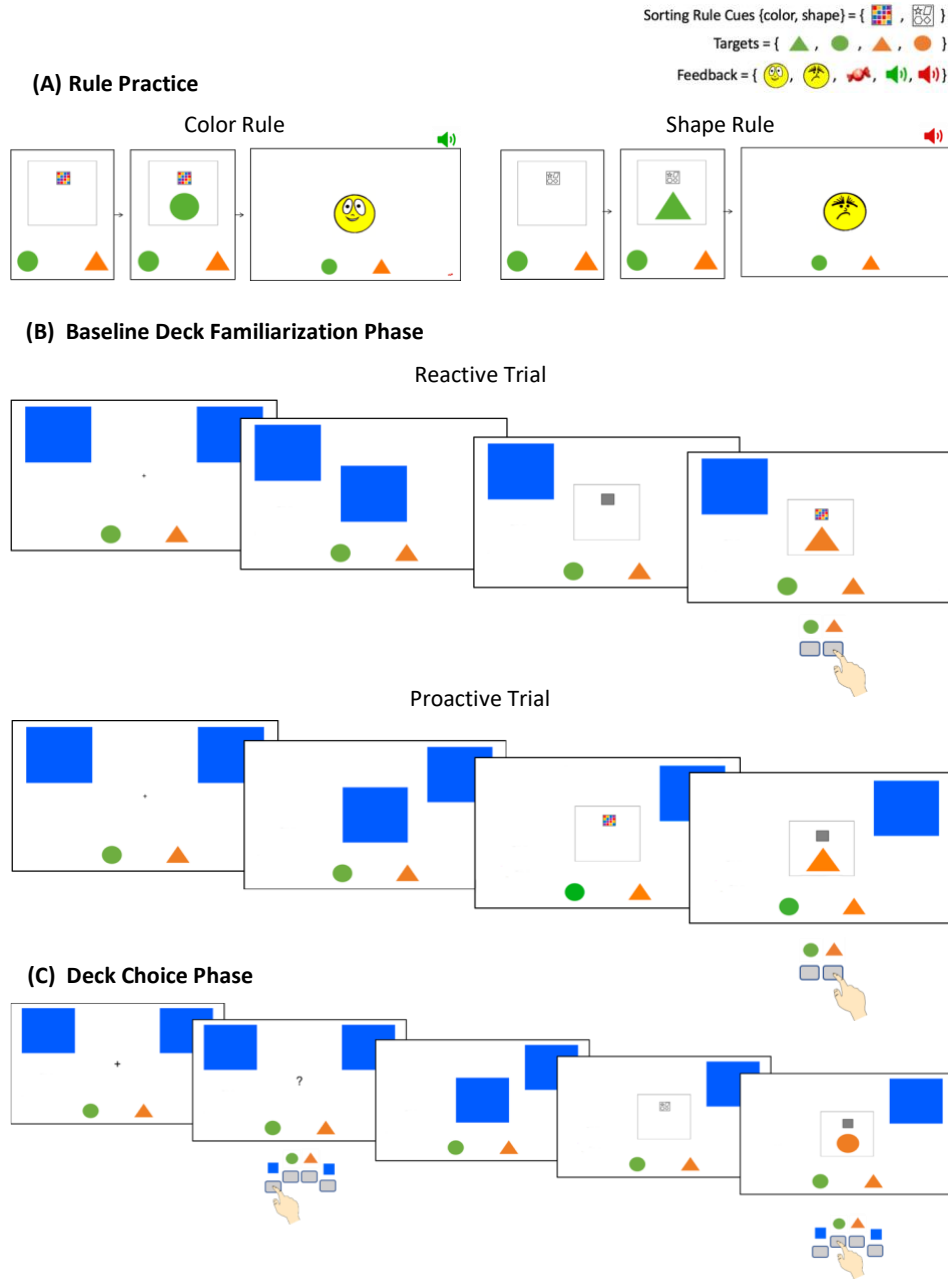 Sorting Rule Cues {color, shape} = { , }
Targets = { , , , }
Feedback = { , , , , }
(A) Rule Practice
Color Rule
Shape Rule
(B) Baseline Deck Familiarization Phase
Reactive Trial
+
Proactive Trial
+
(C) Deck Choice Phase
+
?